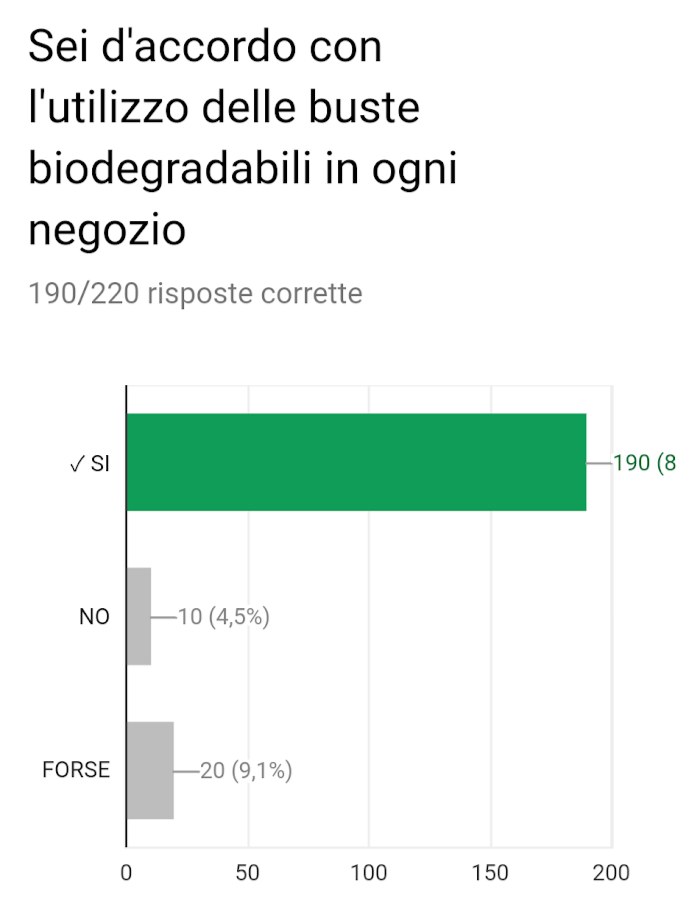 Sei d'accordo con
l'utilizzo delle buste
biodegradabili in ogni
negozio
190/220 risposte corrette
✓ SI
190 (8
NO
10 (4,5%)
FORSE
20 (9,1%)
0
50
100
150
200